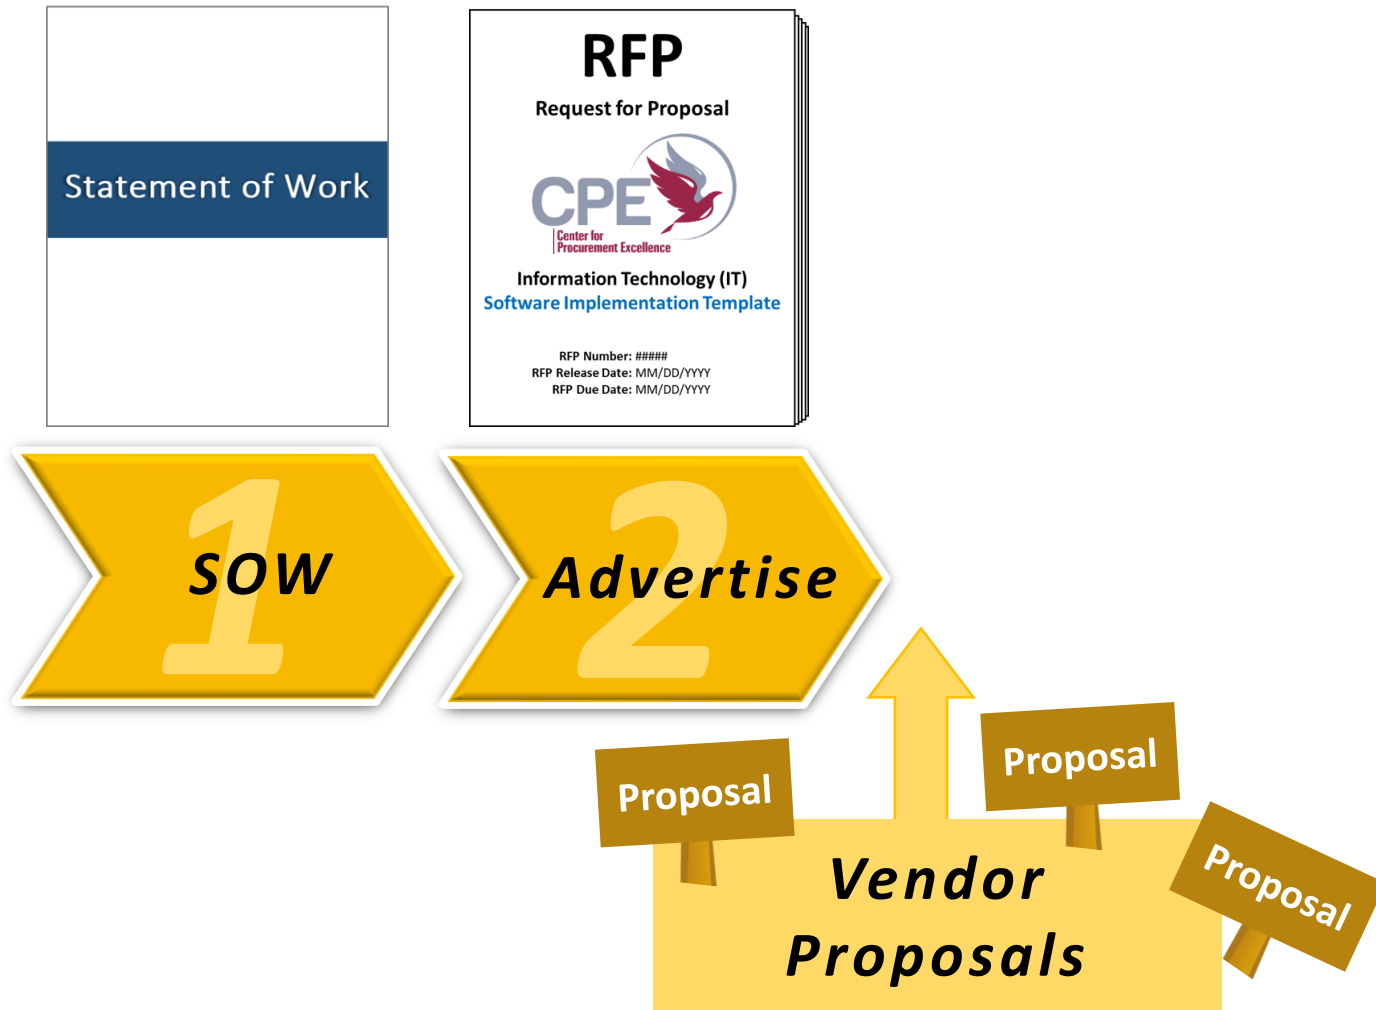 Statement of Work
RFP
Request for Proposal
CPE
Center for
Procurement Excellence
Information Technology (IT)
Software Implementation Template
RFP Number: #####
RFP Release Date: MM/DD/YYYY
RFP Due Date: MM/DD/YYYY
1
SOW
2
Advertise
Proposal
Proposal
Proposal
Vendor
Proposals